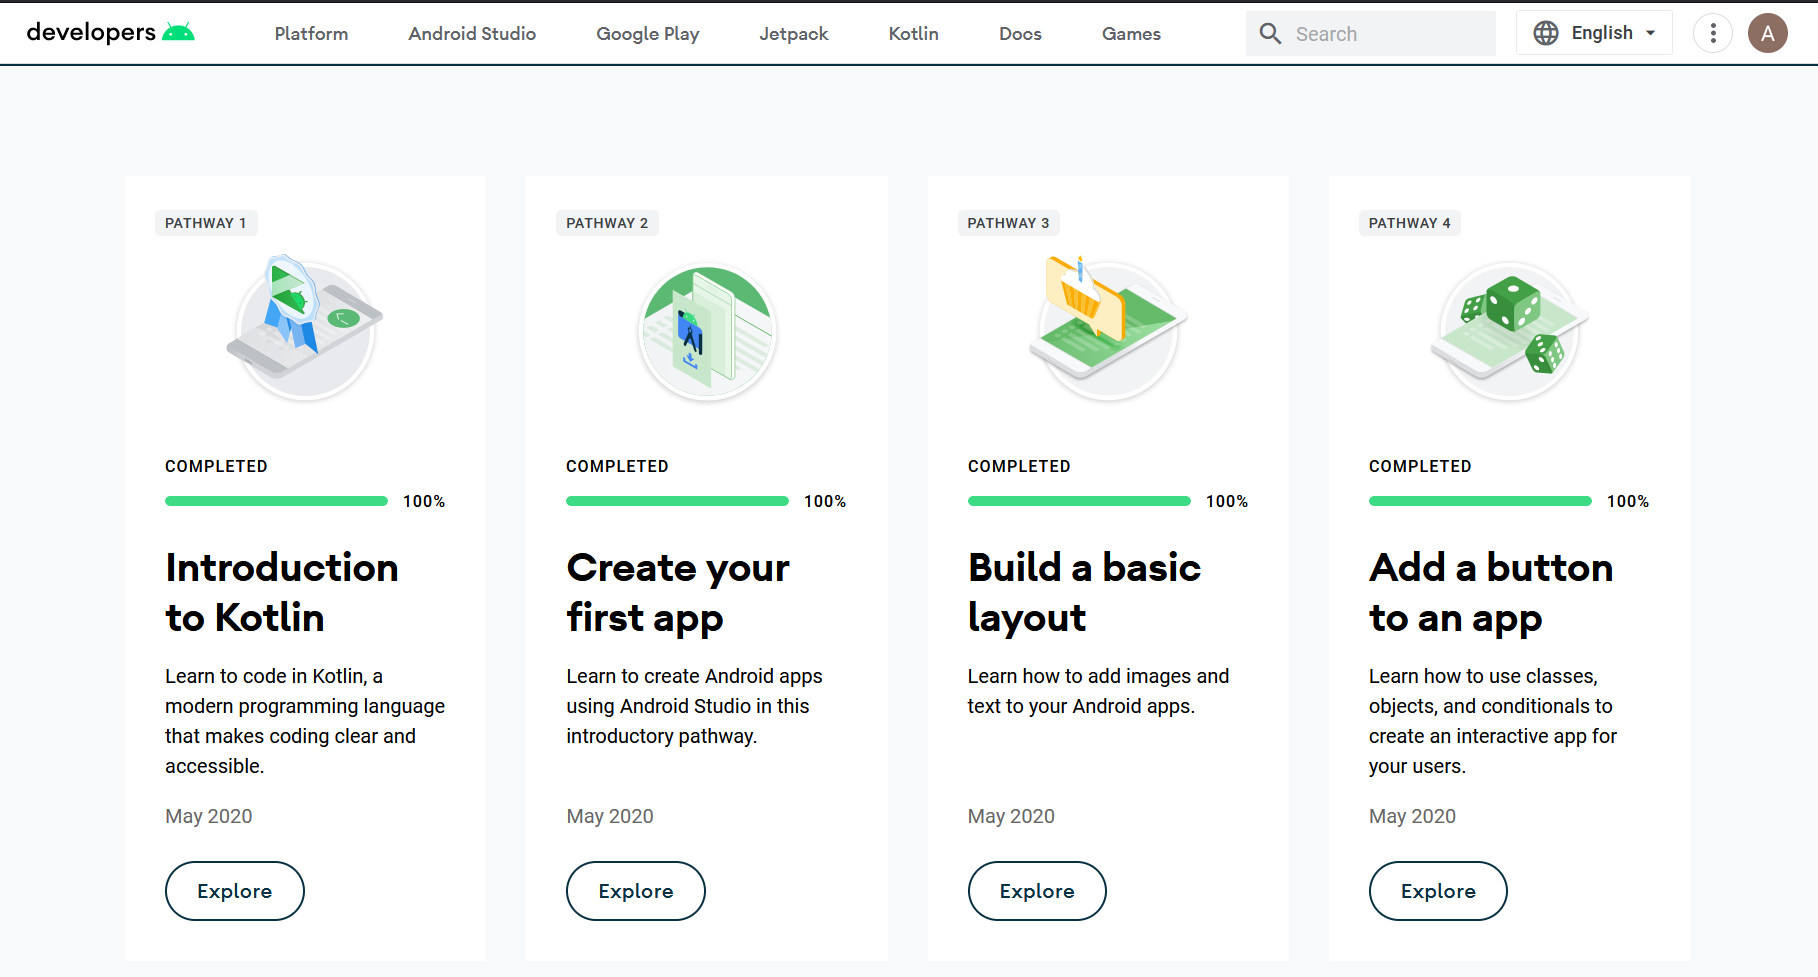 developers
Platform
Android Studio
Google Play
Jetpack
Kotlin
Docs
Games
Search
English
A
PATHWAY 1
COMPLETED
100%
Introduction
to Kotlin
Learn to code in Kotlin, a
modern programming language
that makes coding clear and
accessible.
May 2020
Explore
PATHWAY 2
COMPLETED
100%
Create your
first app
Learn to create Android apps
using Android Studio in this
introductory pathway.
May 2020
Explore
PATHWAY 3
COMPLETED
100%
Build a basic
layout
Learn how to add images and
text to your Android apps.
May 2020
Explore
PATHWAY 4
COMPLETED
100%
Add a button
to an app
Learn how to use classes,
objects, and conditionals to
create an interactive app for
your users.
May 2020
Explore